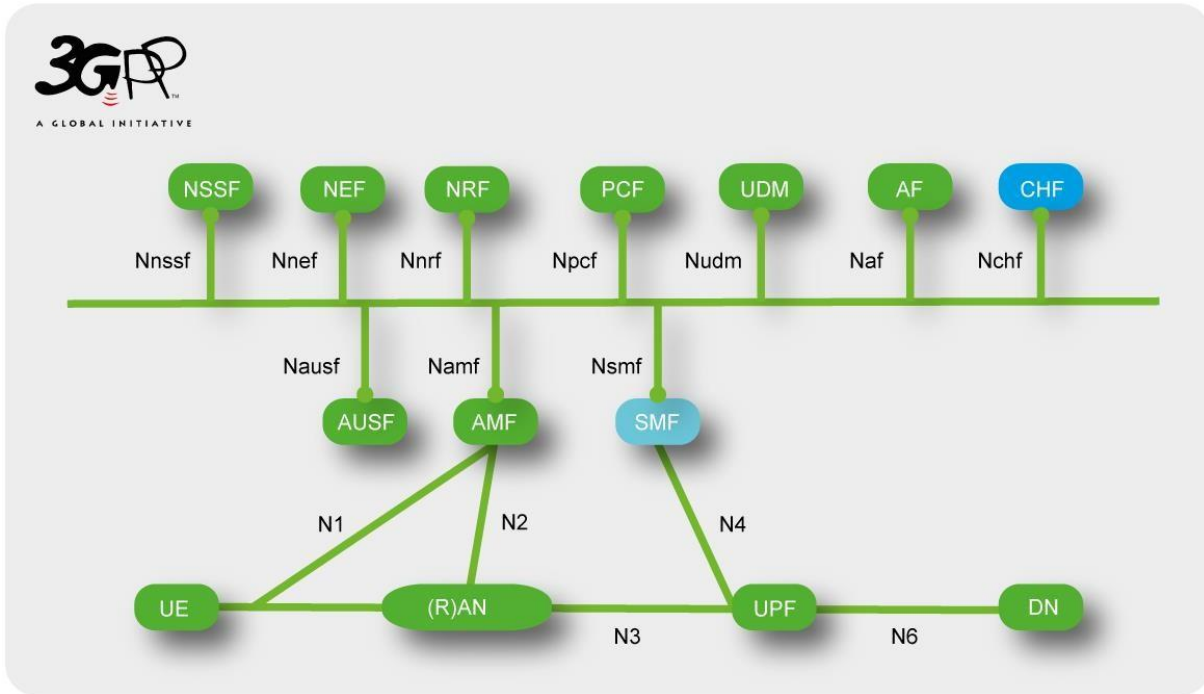 3GPP™
A GLOBAL INITIATIVE
NSSF NEF NRF PCF UDM AF CHF
Nnssf Nnef Nnrf Npcf Nudm Naf Nchf
Nausf Namf Nsmf
AUSF AMF SMF
N1 N2 N4
UE (R)AN UPF DN
N3 N6